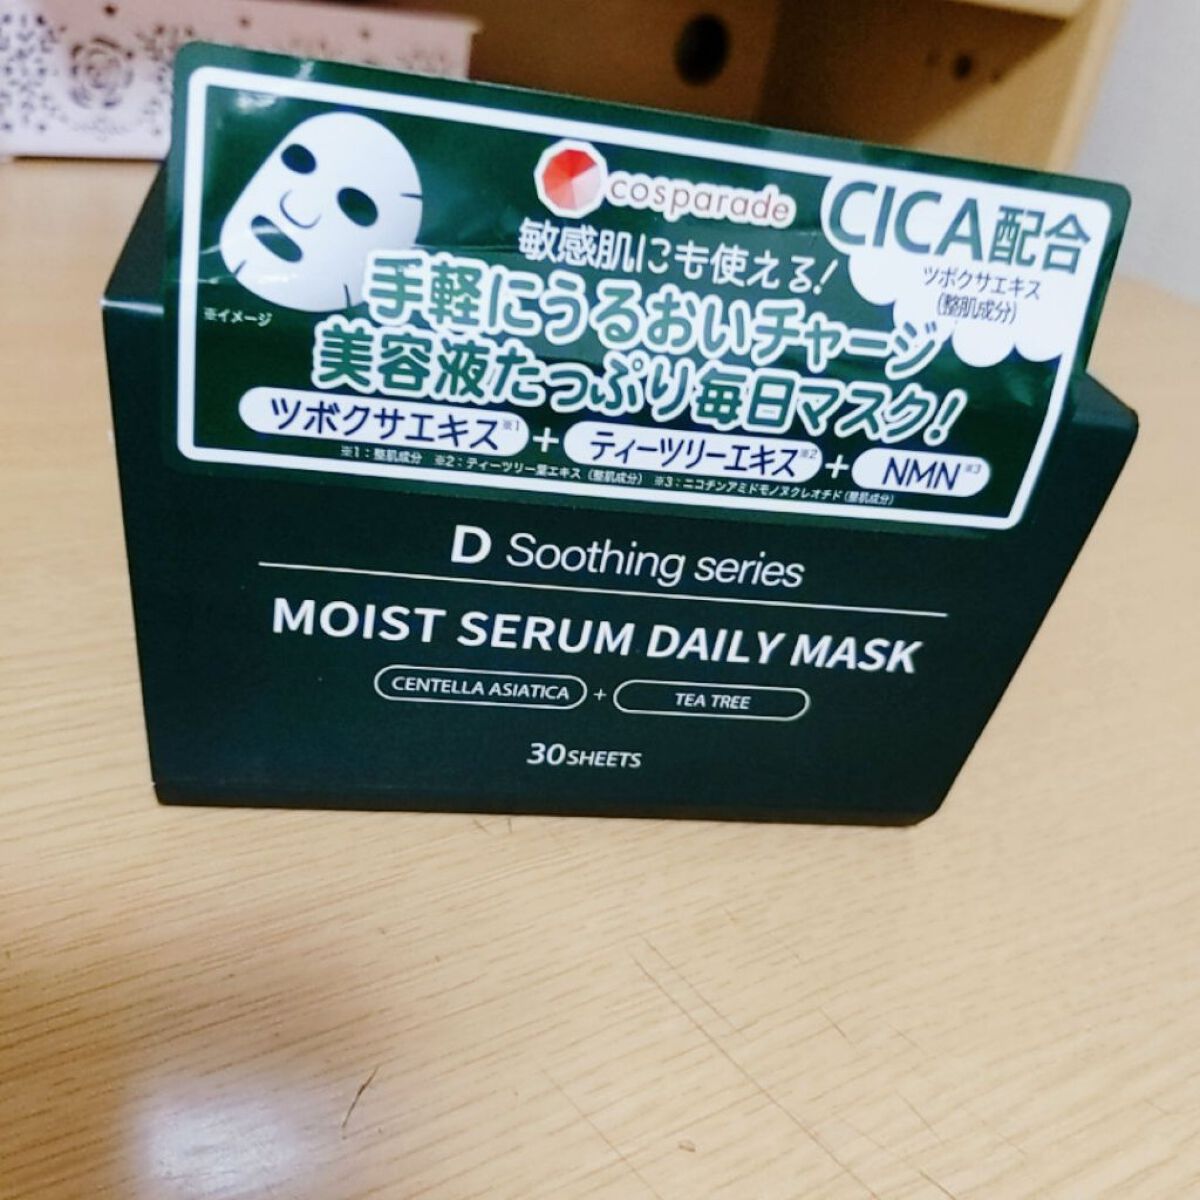 cosparade
CICA配合
ツボクサエキス
(整肌成分)
敏感肌にも使える!
手軽にうるおいチャージ
美容液たっぷり毎日マスク!
※イメージ
ツボクサエキス※1 + ティーツリーエキス※2 + NMN※3
※1:整肌成分 ※2:ティーツリー葉エキス(整肌成分) ※3:ニコチンアミドモノヌクレオチド(整肌成分)
D Soothing series
MOIST SERUM DAILY MASK
CENTELLA ASIATICA + TEA TREE
30 SHEETS